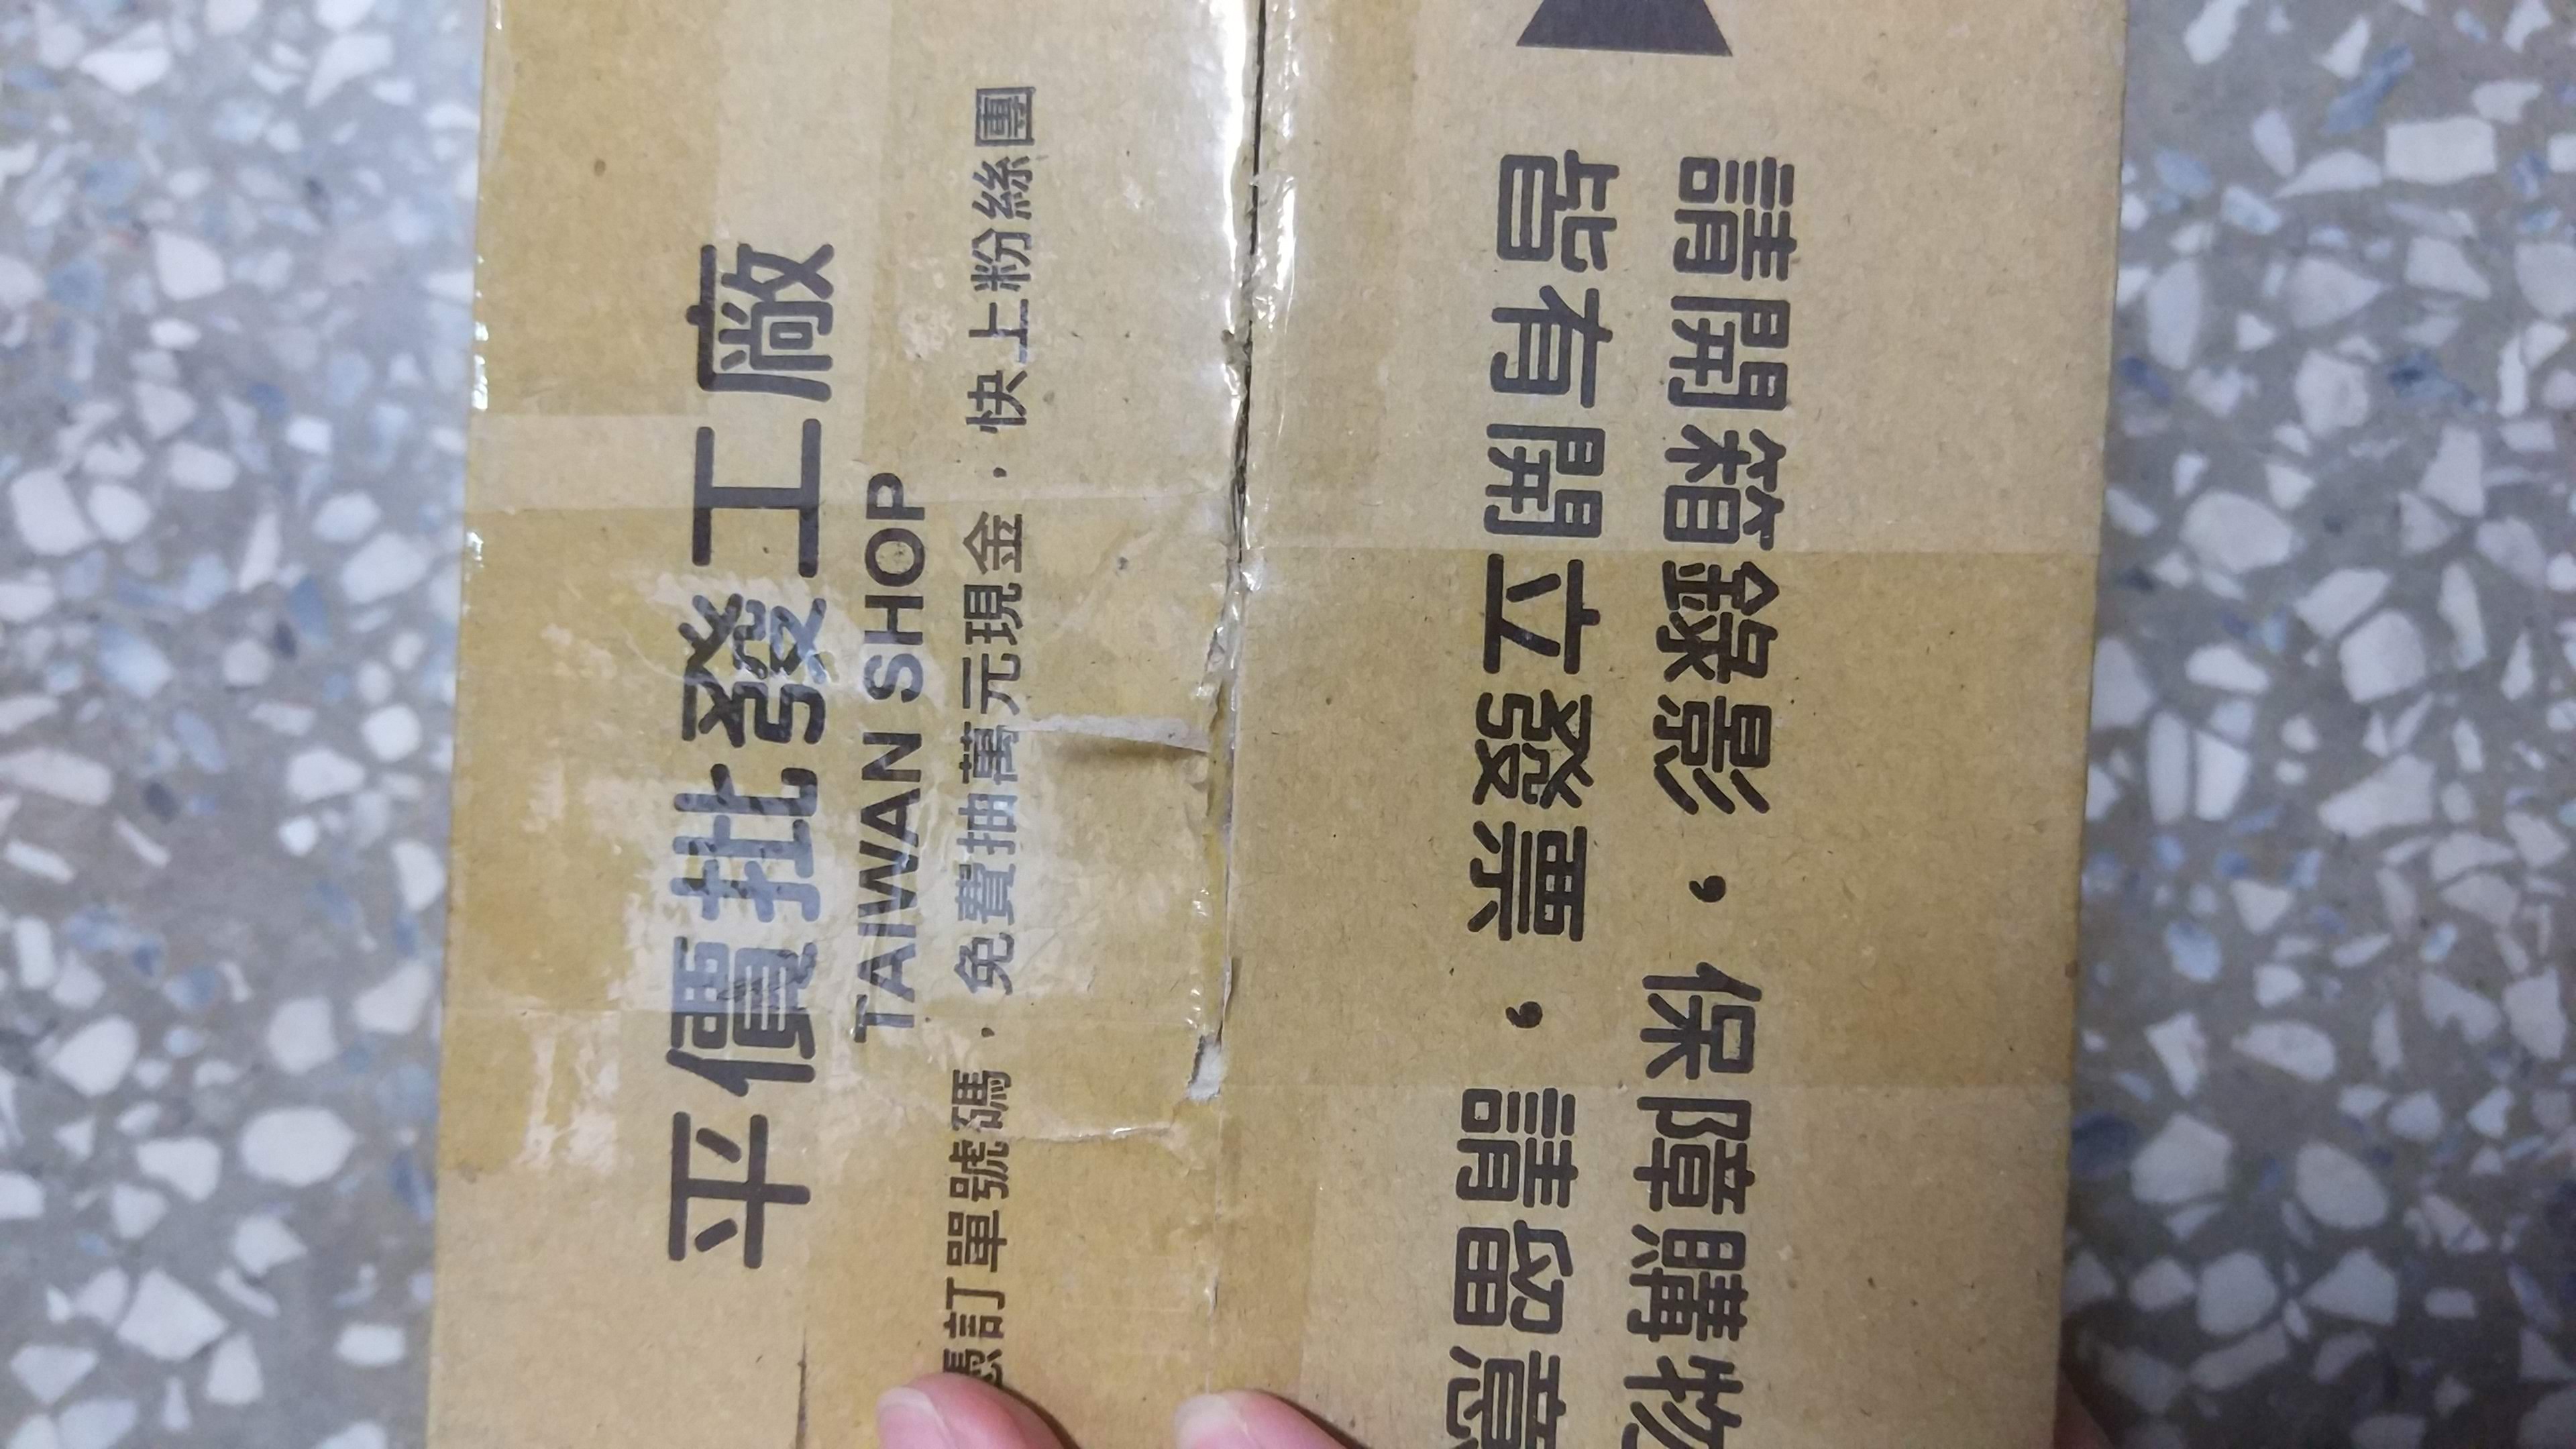 平價批發工廠
TAIWAN SHOP
憑訂單號碼．免費抽萬元現金．快上粉絲團
請開箱錄影，保障購物
皆有開立發票，請留意